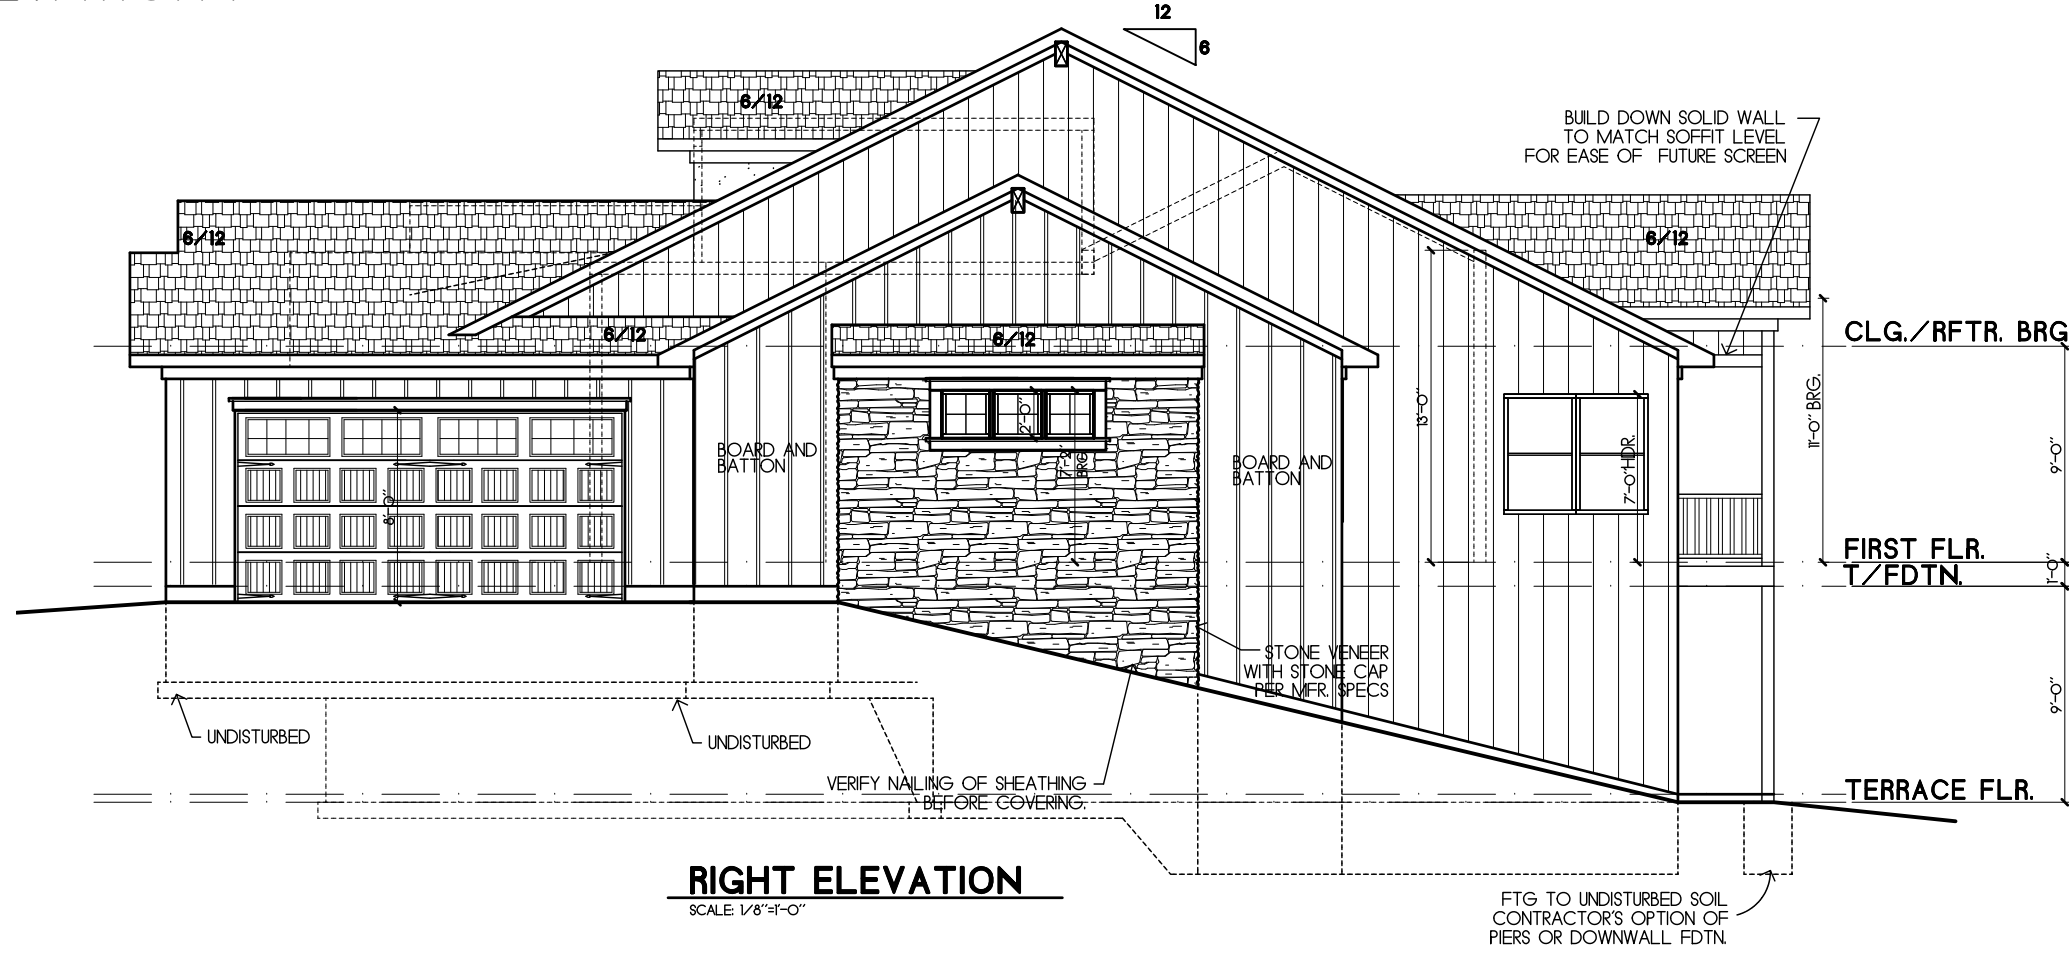 12
6
6/12
BUILD DOWN SOLID WALL
TO MATCH SOFFIT LEVEL
FOR EASE OF FUTURE SCREEN
6/12
6/12
6/12
6/12
CLG./RFTR. BRG
11'-0" BRG.
13'-0"
9'-0"
2'-0"
7'-2"
BRG
7'-0" HDR.
BOARD AND
BATTON
BOARD AND
BATTON
8'-0"
FIRST FLR.
1'-0"
T/FDTN.
STONE VENEER
WITH STONE CAP
PER MFR. SPECS
9'-0"
UNDISTURBED
UNDISTURBED
VERIFY NAILING OF SHEATHING
BEFORE COVERING.
TERRACE FLR.
RIGHT ELEVATION
SCALE: 1/8"=1'-0"
FTG TO UNDISTURBED SOIL
CONTRACTOR'S OPTION OF
PIERS OR DOWNWALL FDTN.